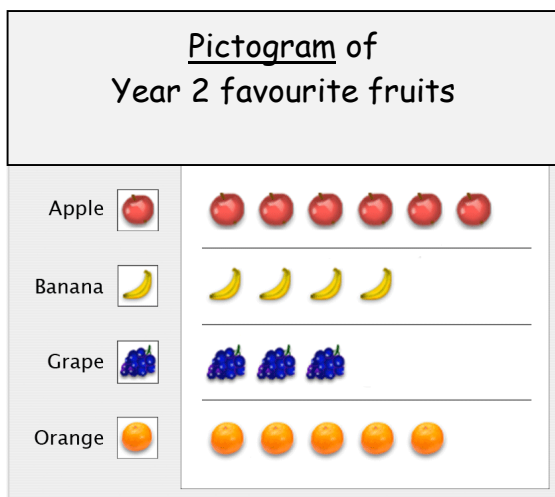 Pictogram of
Year 2 favourite fruits
Apple
Banana
Grape
Orange